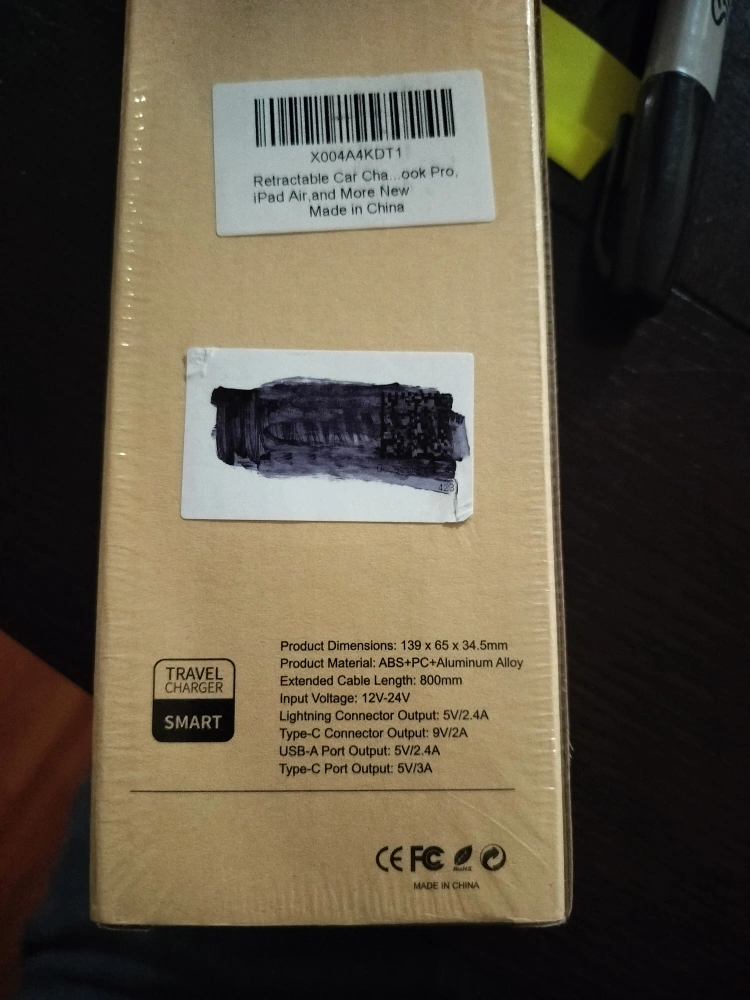 X004A4KDT1
Retractable Car Cha...ook Pro,
iPad Air,and More New
Made in China
TRAVEL
CHARGER
SMART
Product Dimensions: 139 x 65 x 34.5mm
Product Material: ABS+PC+Aluminum Alloy
Extended Cable Length: 800mm
Input Voltage: 12V-24V
Lightning Connector Output: 5V/2.4A
Type-C Connector Output: 9V/2A
USB-A Port Output: 5V/2.4A
Type-C Port Output: 5V/3A
CE FC RoHS
MADE IN CHINA